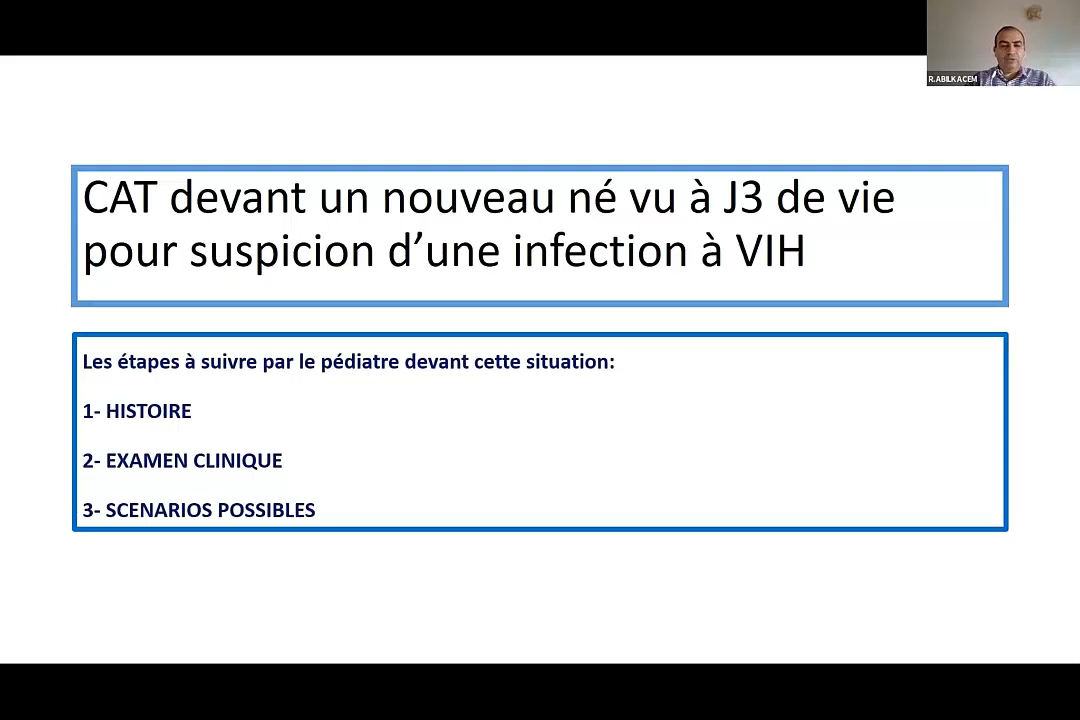 R.ABILKACEM
CAT devant un nouveau né vu à J3 de vie
pour suspicion d’une infection à VIH
Les étapes à suivre par le pédiatre devant cette situation:
1- HISTOIRE
2- EXAMEN CLINIQUE
3- SCENARIOS POSSIBLES